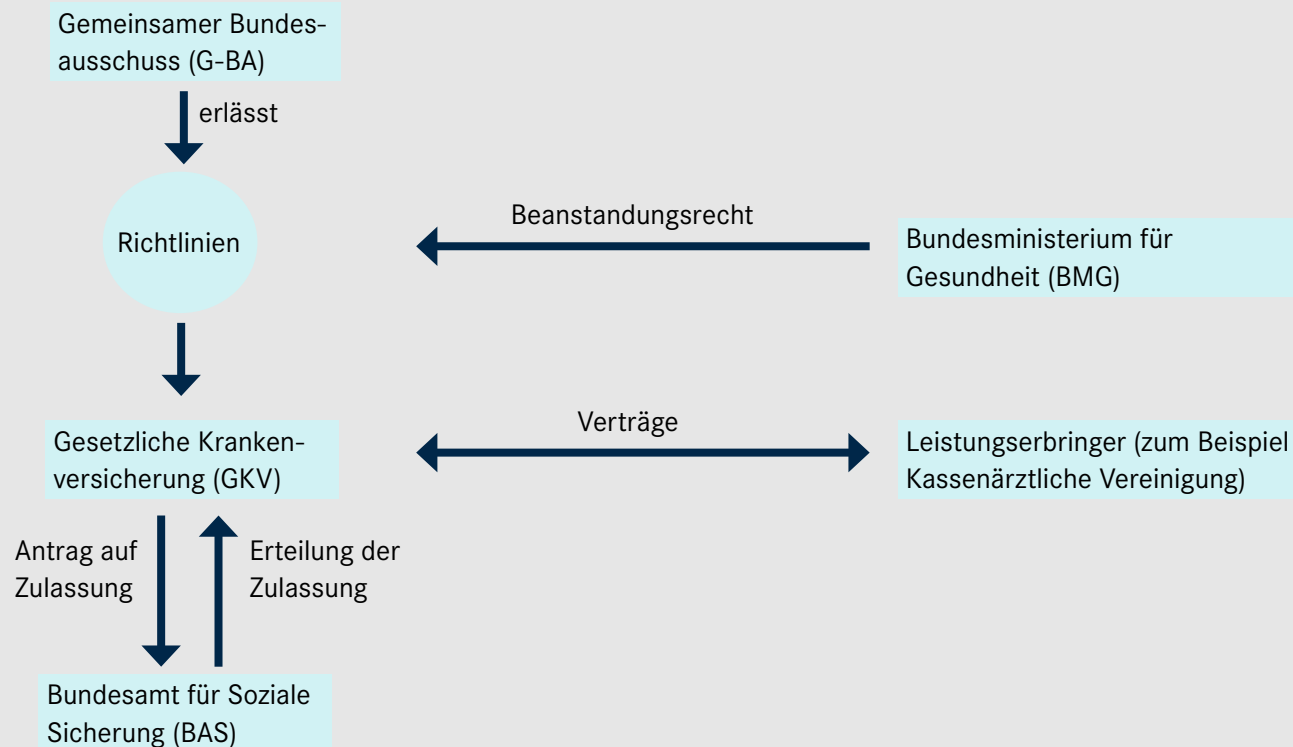 Gemeinsamer Bundes-
ausschuss (G-BA)
erlässt
Richtlinien
Beanstandungsrecht
Bundesministerium für
Gesundheit (BMG)
Gesetzliche Kranken-
versicherung (GKV)
Verträge
Leistungserbringer (zum Beispiel
Kassenärztliche Vereinigung)
Antrag auf
Zulassung
Erteilung der
Zulassung
Bundesamt für Soziale
Sicherung (BAS)